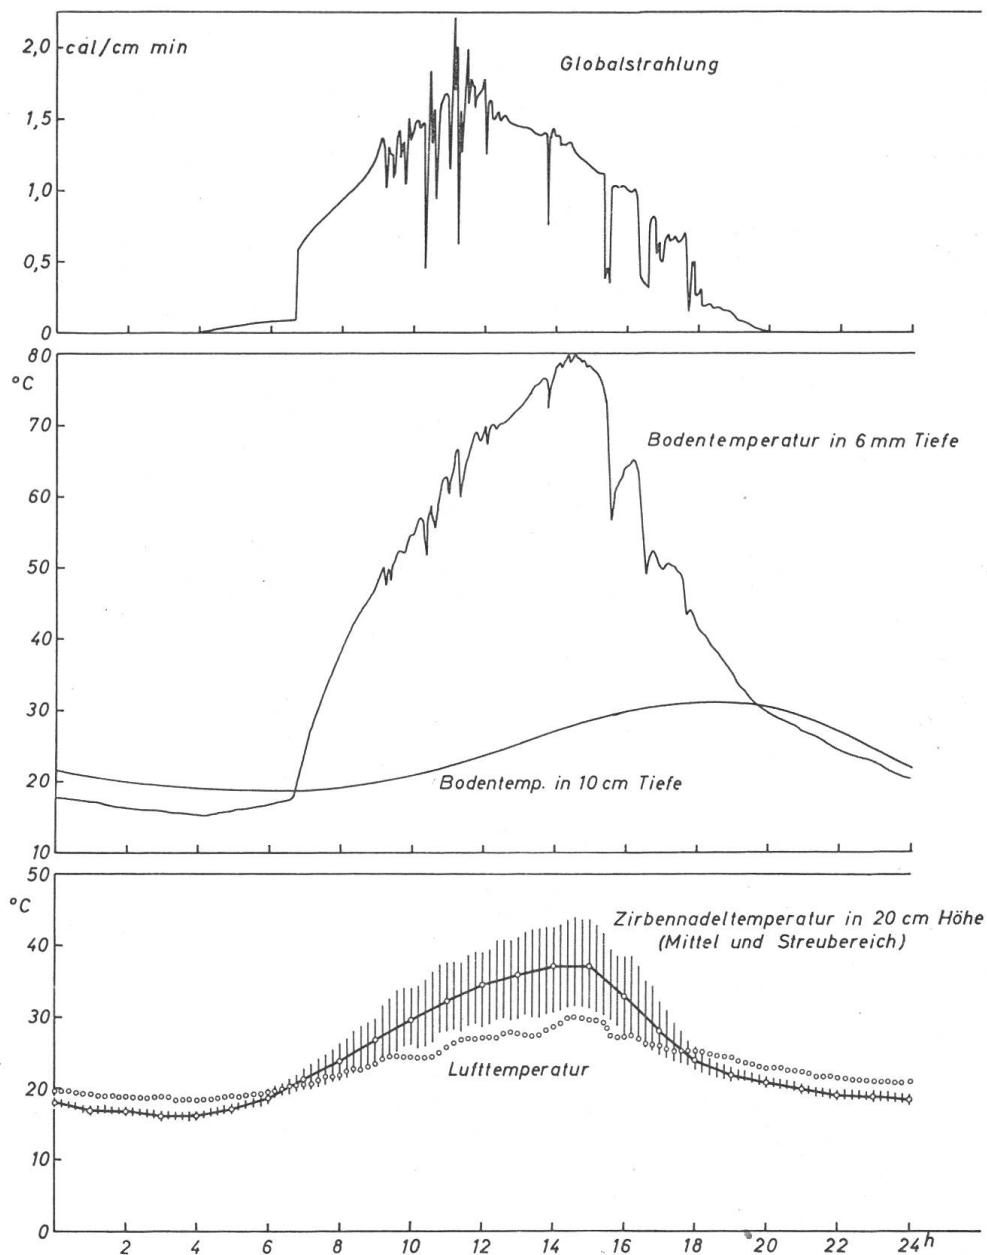 2,0 cal/cm min
Globalstrahlung
1,5
1,0
0,5
0
80
°C
70
Bodentemperatur in 6 mm Tiefe
60
50
40
30
20
Bodentemp. in 10 cm Tiefe
10
50
°C
Zirbennadeltemperatur in 20 cm Höhe
40
(Mittel und Streubereich)
30
Lufttemperatur
20
10
0
2 4 6 8 10 12 14 16 18 20 22 24 h